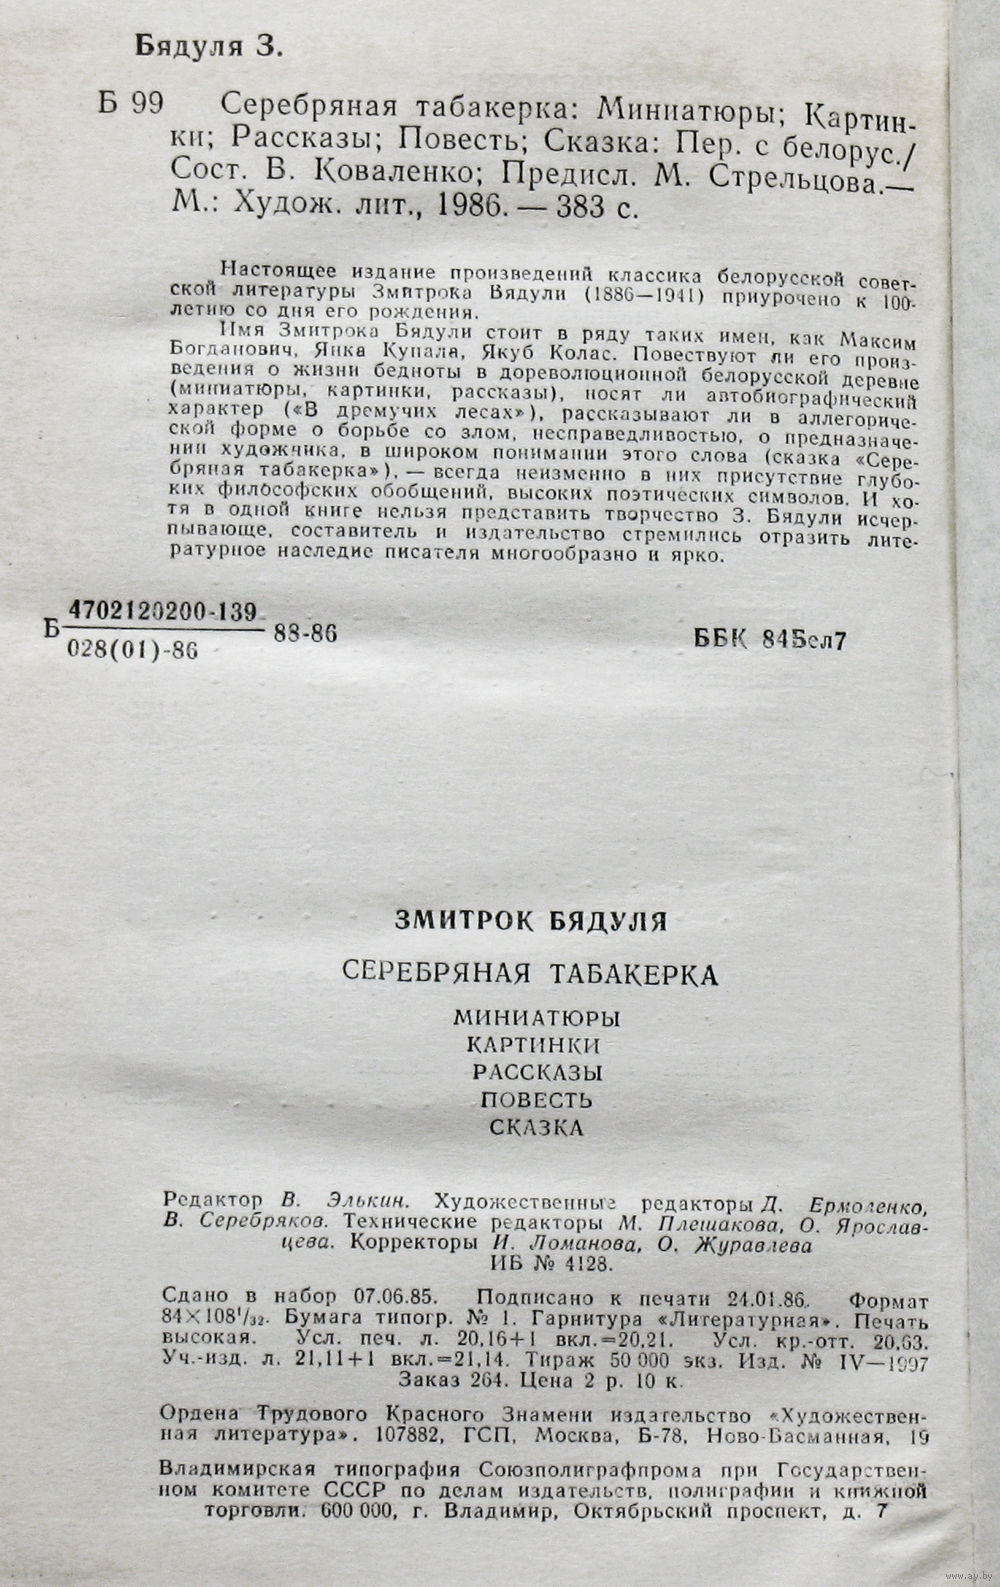 Бядуля З.
Б 99 Серебряная табакерка: Миниатюры; Картин-
ки; Рассказы; Повесть; Сказка: Пер. с белорус./
Сост. В. Коваленко; Предисл. М. Стрельцова.—
М.: Худож. лит., 1986. — 383 с.
Настоящее издание произведений классика белорусской совет-
ской литературы Змитрока Бядули (1886—1941) приурочено к 100-
летию со дня его рождения.
Имя Змитрока Бядули стоит в ряду таких имен, как Максим
Богданович, Янка Купала, Якуб Колас. Повествуют ли его произ-
ведения о жизни бедноты в дореволюционной белорусской деревне
(миниатюры, картинки, рассказы), носят ли автобиографический
характер («В дремучих лесах»), рассказывают ли в аллегориче-
ской форме о борьбе со злом, несправедливостью, о предназначе-
нии художника, в широком понимании этого слова (сказка «Сере-
бряная табакерка»), — всегда неизменно в них присутствие глубо-
ких философских обобщений, высоких поэтических символов. И хо-
тя в одной книге нельзя представить творчество З. Бядули исчер-
пывающе, составитель и издательство стремились отразить лите-
ратурное наследие писателя многообразно и ярко.
Б 4702120200-139
028(01)-86 83-86
ББК 84Бел7
ЗМИТРОК БЯДУЛЯ
СЕРЕБРЯНАЯ ТАБАКЕРКА
МИНИАТЮРЫ
КАРТИНКИ
РАССКАЗЫ
ПОВЕСТЬ
СКАЗКА
Редактор В. Элькин. Художественные редакторы Д. Ермоленко,
В. Серебряков. Технические редакторы М. Плешакова, О. Ярослав-
цева. Корректоры И. Ломанова, О. Журавлева
ИБ № 4128.
Сдано в набор 07.06.85. Подписано к печати 24.01.86. Формат
84×108¹/₃₂. Бумага типогр. № 1. Гарнитура «Литературная». Печать
высокая. Усл. печ. л. 20,16+1 вкл.=20,21. Усл. кр.-отт. 20,63.
Уч.-изд. л. 21,11+1 вкл.=21,14. Тираж 50 000 экз. Изд. № IV—1997
Заказ 264. Цена 2 р. 10 к.
Ордена Трудового Красного Знамени издательство «Художествен-
ная литература». 107882, ГСП, Москва, Б-78, Ново-Басманная, 19
Владимирская типография Союзполиграфпрома при Государствен-
ном комитете СССР по делам издательств, полиграфии и книжной
торговли. 600 000, г. Владимир, Октябрьский проспект, д. 7
www.ay.by